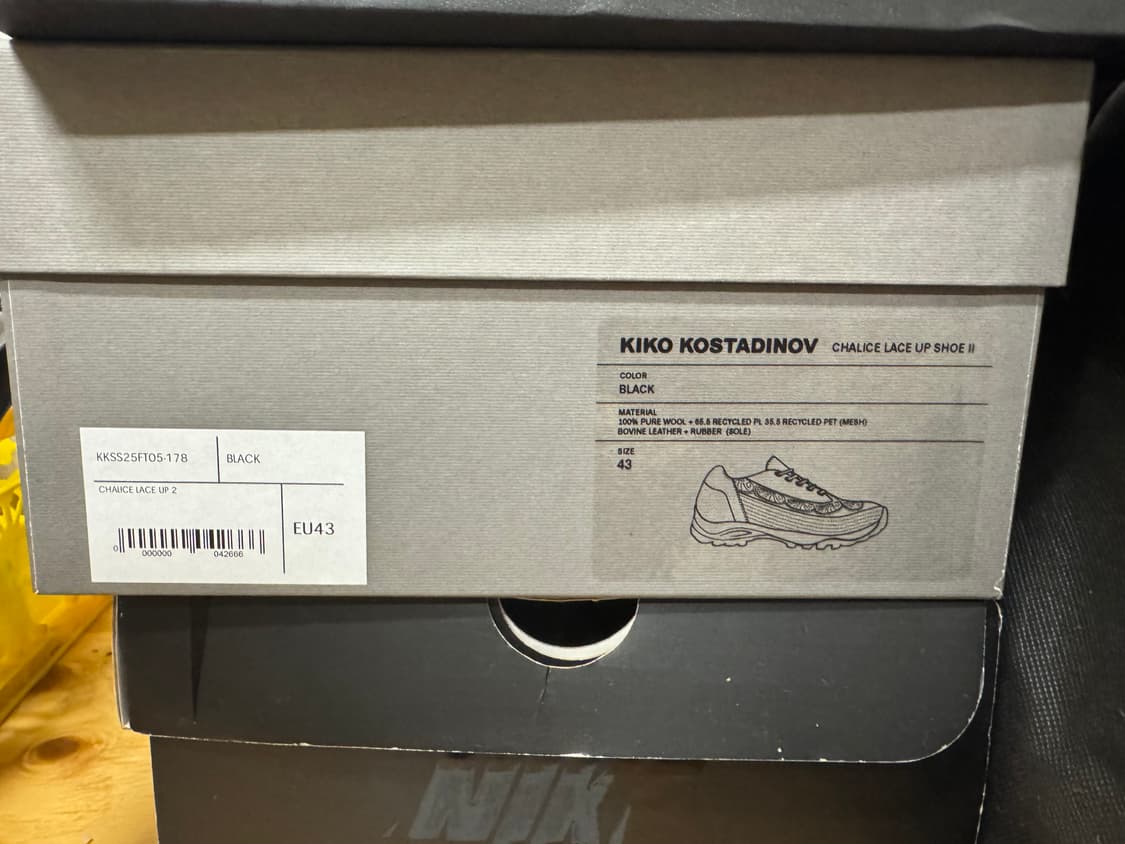 KIKO KOSTADINOV CHALICE LACE UP SHOE II
COLOR
BLACK
MATERIAL
100% PURE WOOL + 65.5 RECYCLED PL 35.5 RECYCLED PET (MESH)
BOVINE LEATHER + RUBBER (SOLE)
SIZE
43
KKSS25FT05-178 BLACK
CHALICE LACE UP 2
EU43
0 000000 042666
NIK